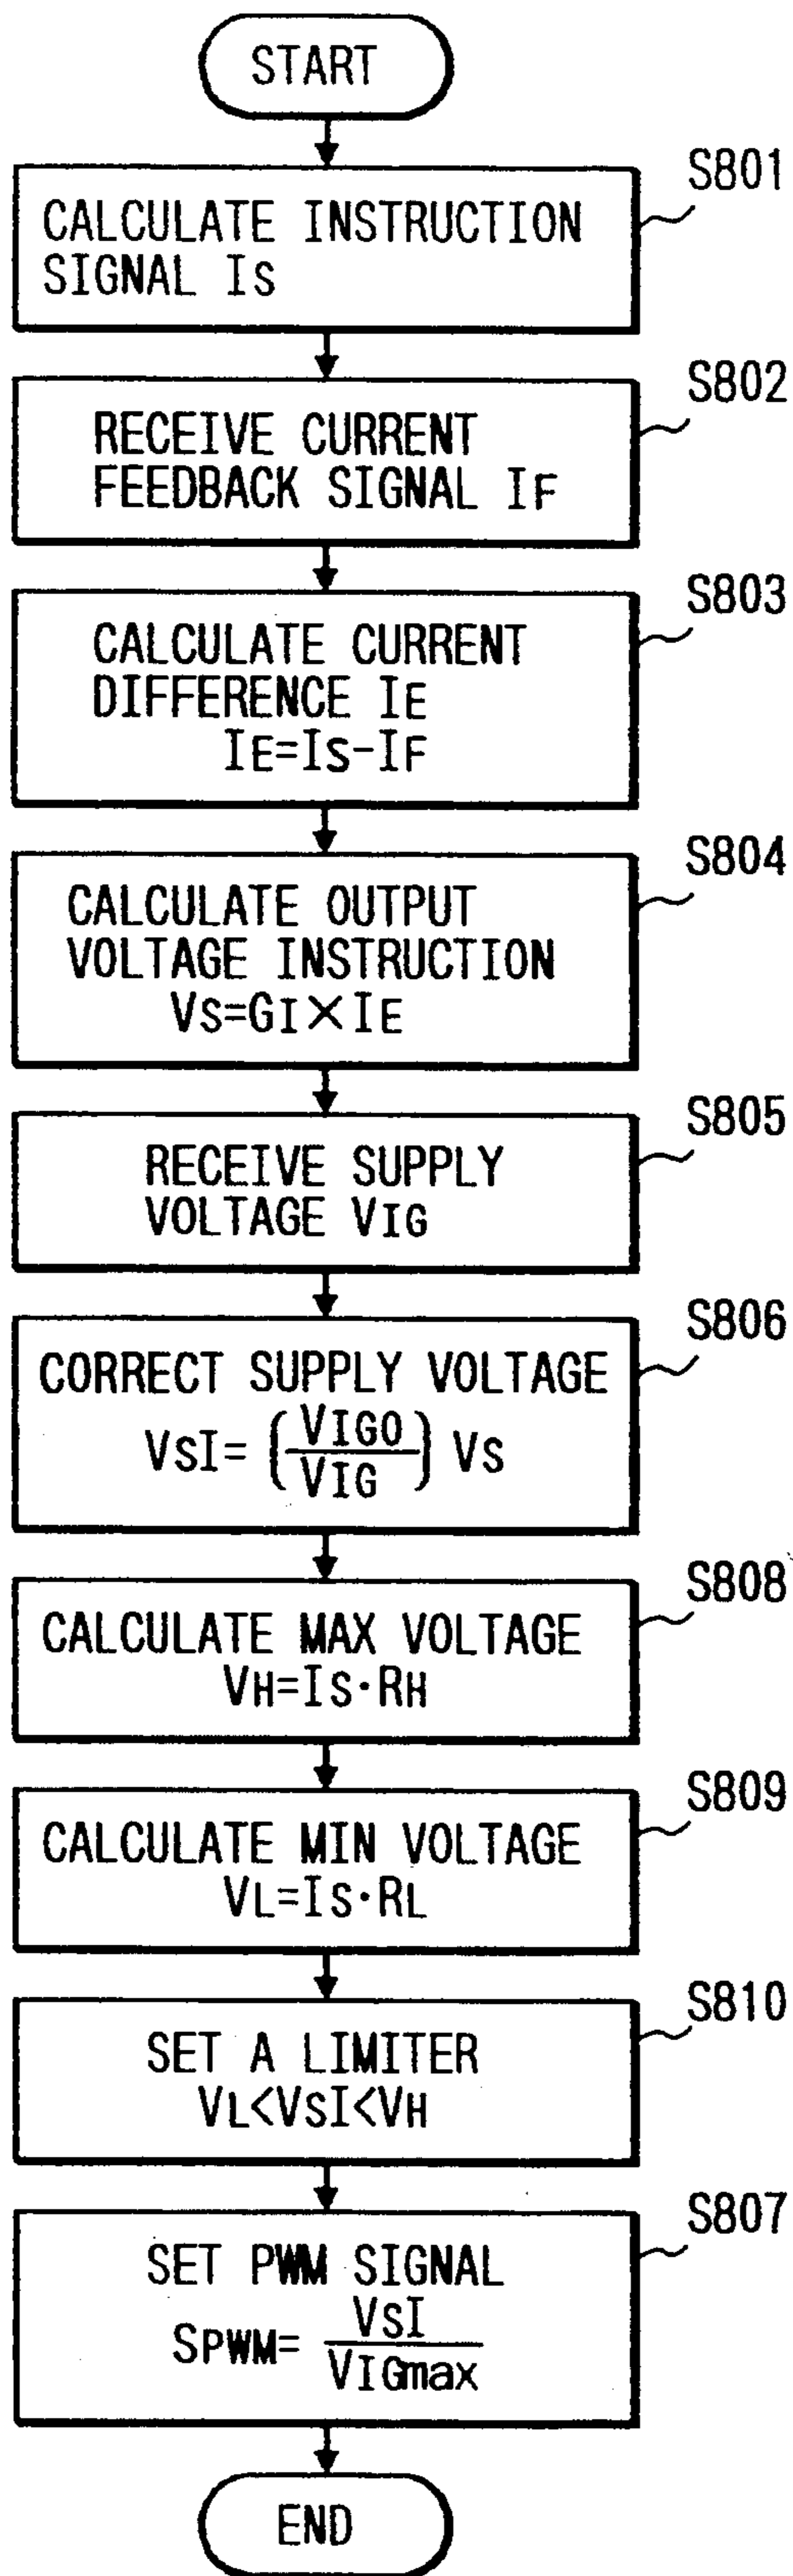 START
S801
CALCULATE INSTRUCTION
SIGNAL IS
S802
RECEIVE CURRENT
FEEDBACK SIGNAL IF
S803
CALCULATE CURRENT
DIFFERENCE IE
IE=IS-IF
S804
CALCULATE OUTPUT
VOLTAGE INSTRUCTION
VS=GI×IE
S805
RECEIVE SUPPLY
VOLTAGE VIG
S806
CORRECT SUPPLY VOLTAGE
VSI=(VIGO/VIG) VS
S808
CALCULATE MAX VOLTAGE
VH=IS·RH
S809
CALCULATE MIN VOLTAGE
VL=IS·RL
S810
SET A LIMITER
VL<VSI<VH
S807
SET PWM SIGNAL
SPWM= VSI/VIGmax
END